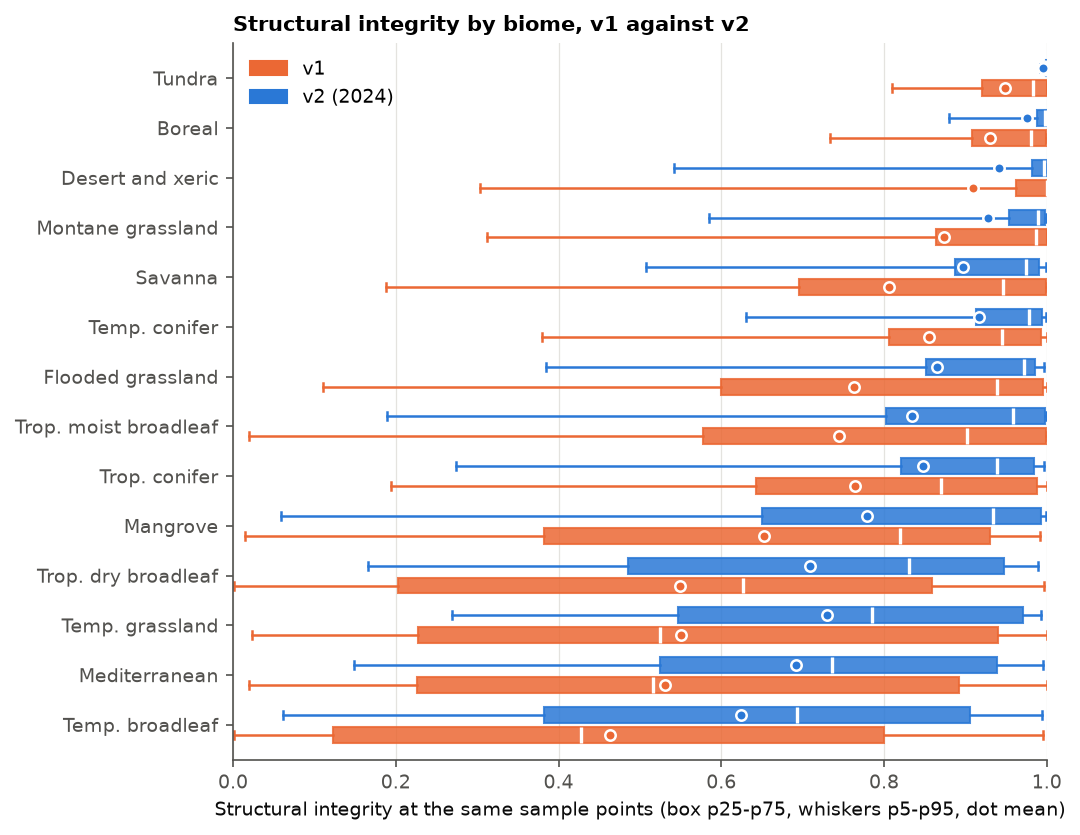 Structural integrity by biome, v1 against v2
v1
v2 (2024)
Tundra
Boreal
Desert and xeric
Montane grassland
Savanna
Temp. conifer
Flooded grassland
Trop. moist broadleaf
Trop. conifer
Mangrove
Trop. dry broadleaf
Temp. grassland
Mediterranean
Temp. broadleaf
0.0 0.2 0.4 0.6 0.8 1.0
Structural integrity at the same sample points (box p25-p75, whiskers p5-p95, dot mean)